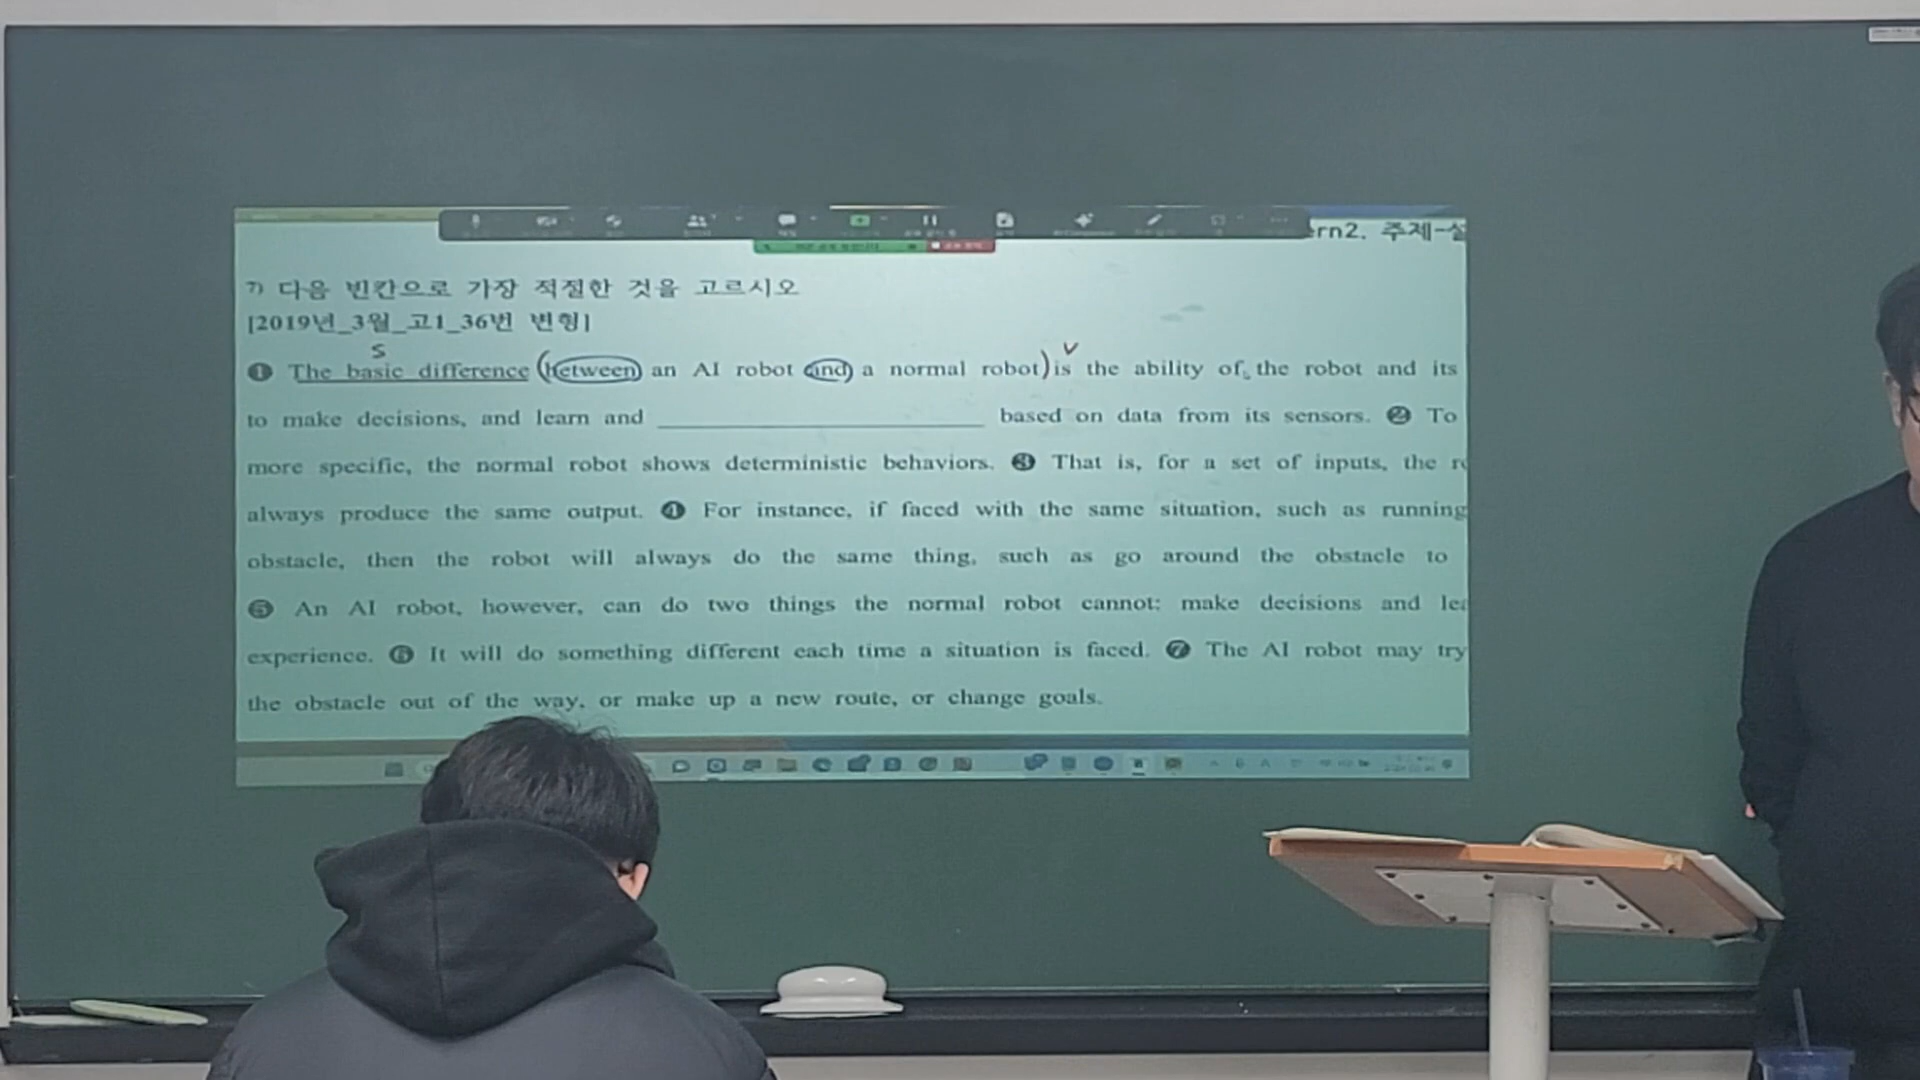 ern2. 주제-설
7) 다음 빈칸으로 가장 적절한 것을 고르시오
[2019년_3월_고1_36번 변형]
S
V
❶ The basic difference (between an AI robot and a normal robot) is the ability of the robot and its
to make decisions, and learn and ____________ based on data from its sensors. ❷ To
more specific, the normal robot shows deterministic behaviors. ❸ That is, for a set of inputs, the
always produce the same output. ❹ For instance, if faced with the same situation, such as running
obstacle, then the robot will always do the same thing, such as go around the obstacle to
❺ An AI robot, however, can do two things the normal robot cannot: make decisions and
experience. ❻ It will do something different each time a situation is faced. ❼ The AI robot may try
the obstacle out of the way, or make up a new route, or change goals.